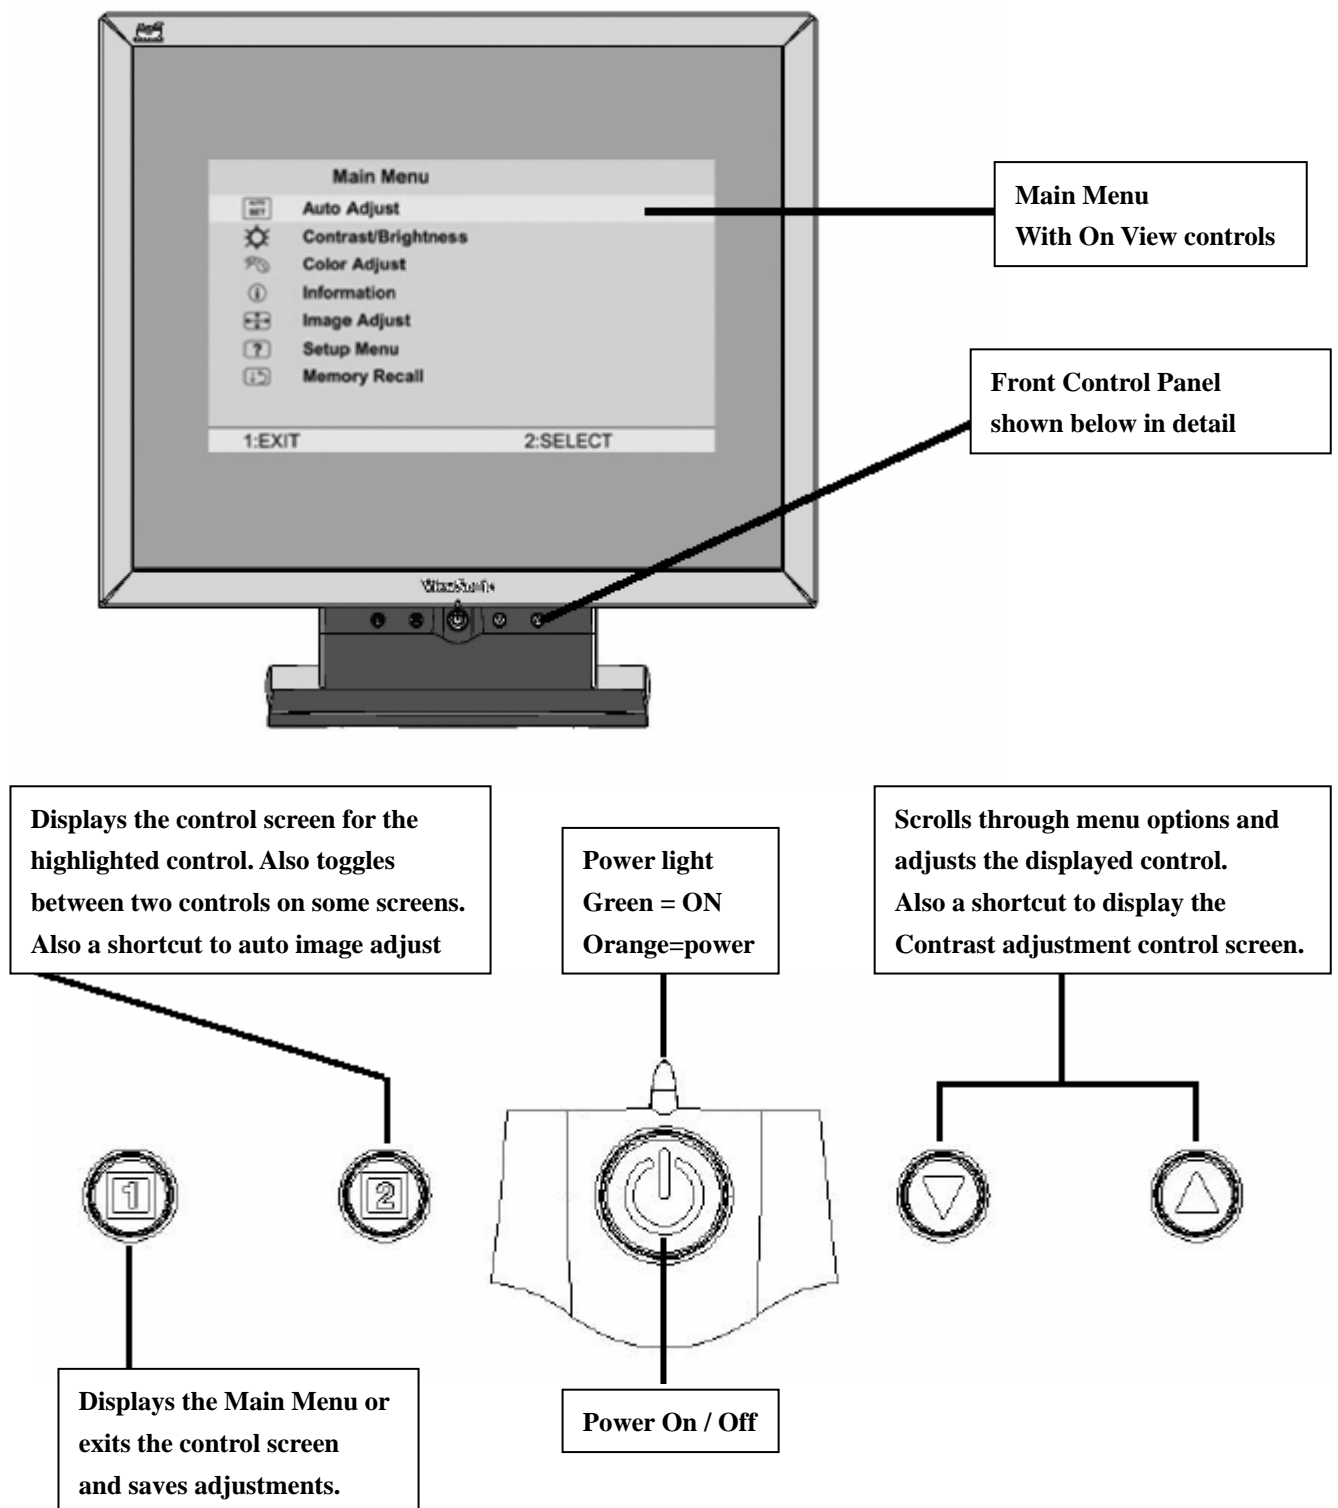 Main Menu
Auto Adjust
Contrast/Brightness
Color Adjust
Information
Image Adjust
Setup Menu
Memory Recall
1:EXIT 2:SELECT
Main Menu
With On View controls
Front Control Panel
shown below in detail
ViewSonic
Displays the control screen for the
highlighted control. Also toggles
between two controls on some screens.
Also a shortcut to auto image adjust
Power light
Green = ON
Orange=power
Scrolls through menu options and
adjusts the displayed control.
Also a shortcut to display the
Contrast adjustment control screen.
1
2
Displays the Main Menu or
exits the control screen
and saves adjustments.
Power On / Off